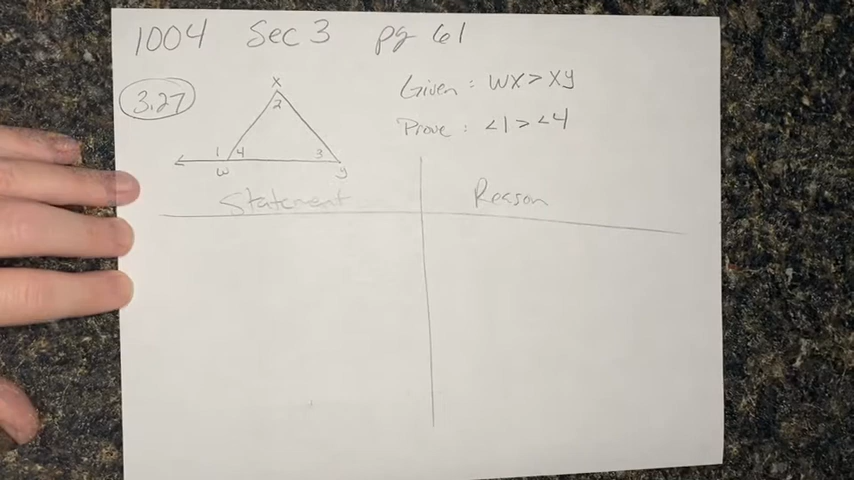 1004 Sec 3 pg 61
3.27
Given : WX > XY
Prove : <1 > <4
X
2
1 4 3
W y
Statement Reason